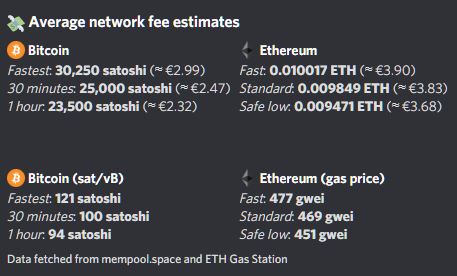 Average network fee estimates
Bitcoin
Fastest: 30,250 satoshi (≈ €2.99)
30 minutes: 25,000 satoshi (≈ €2.47)
1 hour: 23,500 satoshi (≈ €2.32)
Ethereum
Fast: 0.010017 ETH (≈ €3.90)
Standard: 0.009849 ETH (≈ €3.83)
Safe low: 0.009471 ETH (≈ €3.68)
Bitcoin (sat/vB)
Fastest: 121 satoshi
30 minutes: 100 satoshi
1 hour: 94 satoshi
Ethereum (gas price)
Fast: 477 gwei
Standard: 469 gwei
Safe low: 451 gwei
Data fetched from mempool.space and ETH Gas Station